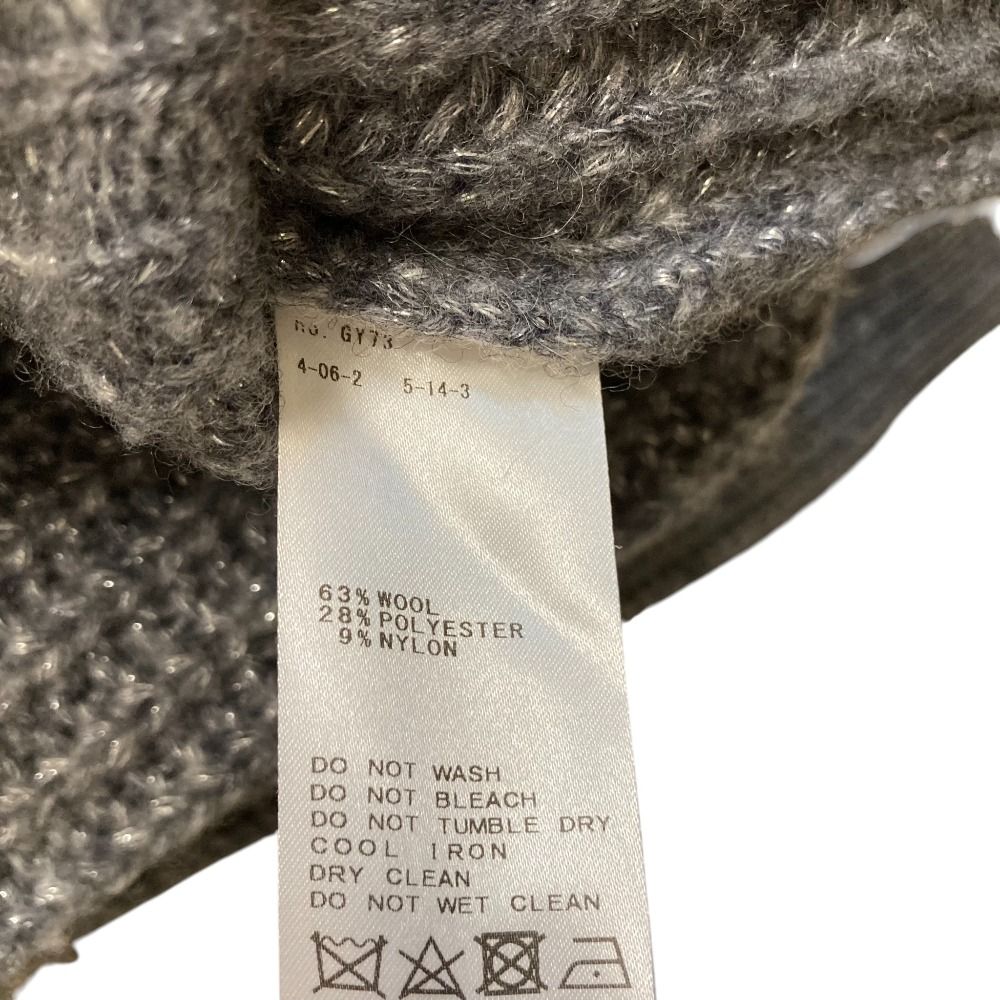 GY73
4-06-2 5-14-3
63% WOOL
28% POLYESTER
9% NYLON
DO NOT WASH
DO NOT BLEACH
DO NOT TUMBLE DRY
COOL IRON
DRY CLEAN
DO NOT WET CLEAN